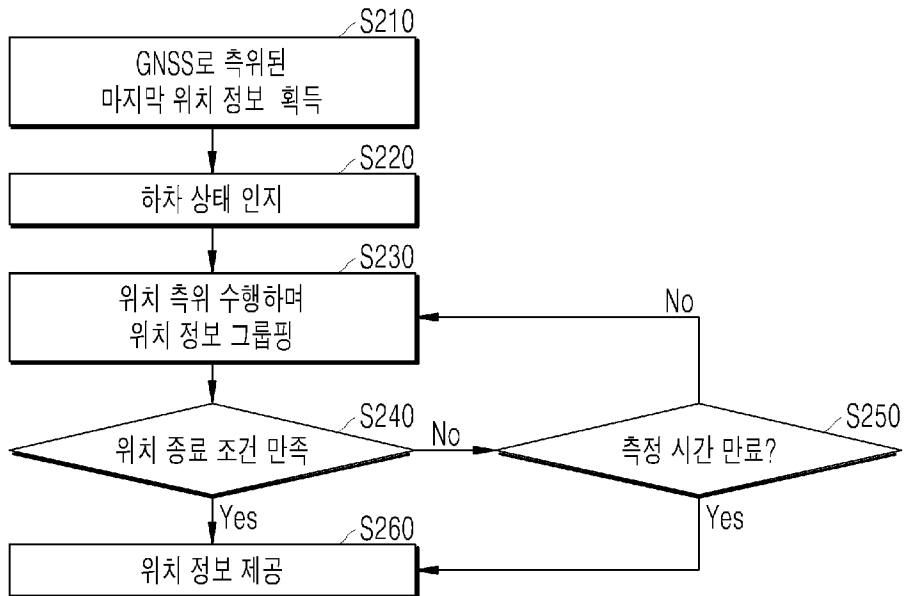 S210
GNSS로 측위된
마지막 위치 정보 획득
S220
하차 상태 인지
S230
위치 측위 수행하며
위치 정보 그룹핑
No
S240
위치 종료 조건 만족
No
S250
측정 시간 만료?
Yes
Yes
S260
위치 정보 제공